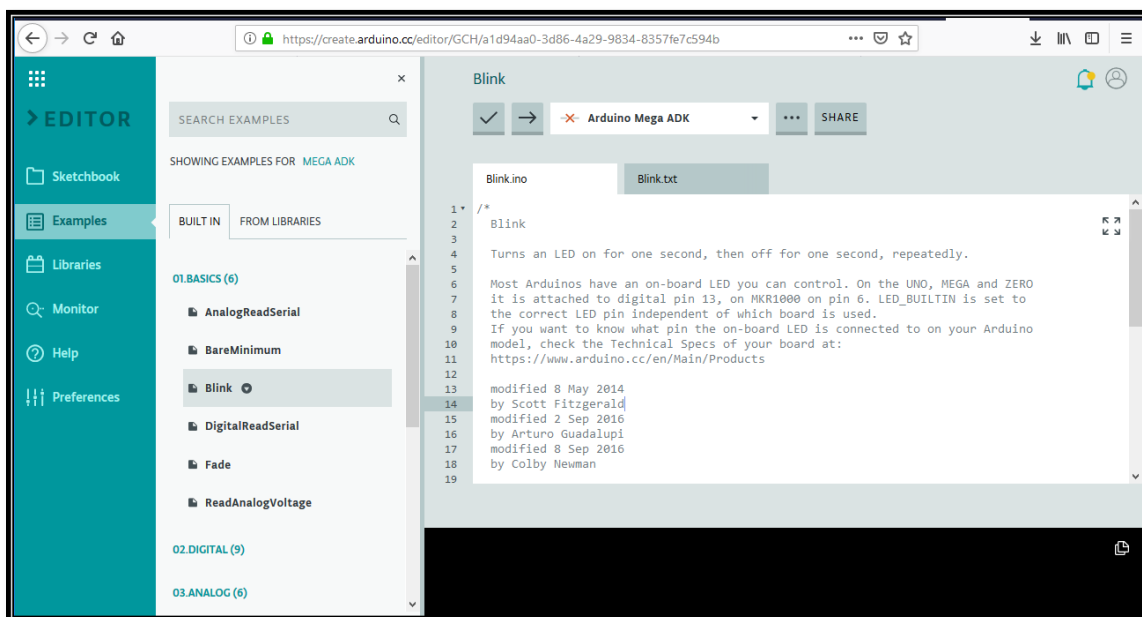 https://create.arduino.cc/editor/GCH/a1d94aa0-3d86-4a29-9834-8357fe7c594b
EDITOR
Sketchbook
Examples
Libraries
Monitor
Help
Preferences
×
SEARCH EXAMPLES
SHOWING EXAMPLES FOR MEGA ADK
BUILT IN FROM LIBRARIES
01.BASICS (6)
AnalogReadSerial
BareMinimum
Blink
DigitalReadSerial
Fade
ReadAnalogVoltage
02.DIGITAL (9)
03.ANALOG (6)
Blink
Arduino Mega ADK ... SHARE
Blink.ino Blink.txt
1 /*
2 Blink
3
4 Turns an LED on for one second, then off for one second, repeatedly.
5
6 Most Arduinos have an on-board LED you can control. On the UNO, MEGA and ZERO
7 it is attached to digital pin 13, on MKR1000 on pin 6. LED_BUILTIN is set to
8 the correct LED pin independent of which board is used.
9 If you want to know what pin the on-board LED is connected to on your Arduino
10 model, check the Technical Specs of your board at:
11 https://www.arduino.cc/en/Main/Products
12
13 modified 8 May 2014
14 by Scott Fitzgerald
15 modified 2 Sep 2016
16 by Arturo Guadalupi
17 modified 8 Sep 2016
18 by Colby Newman
19